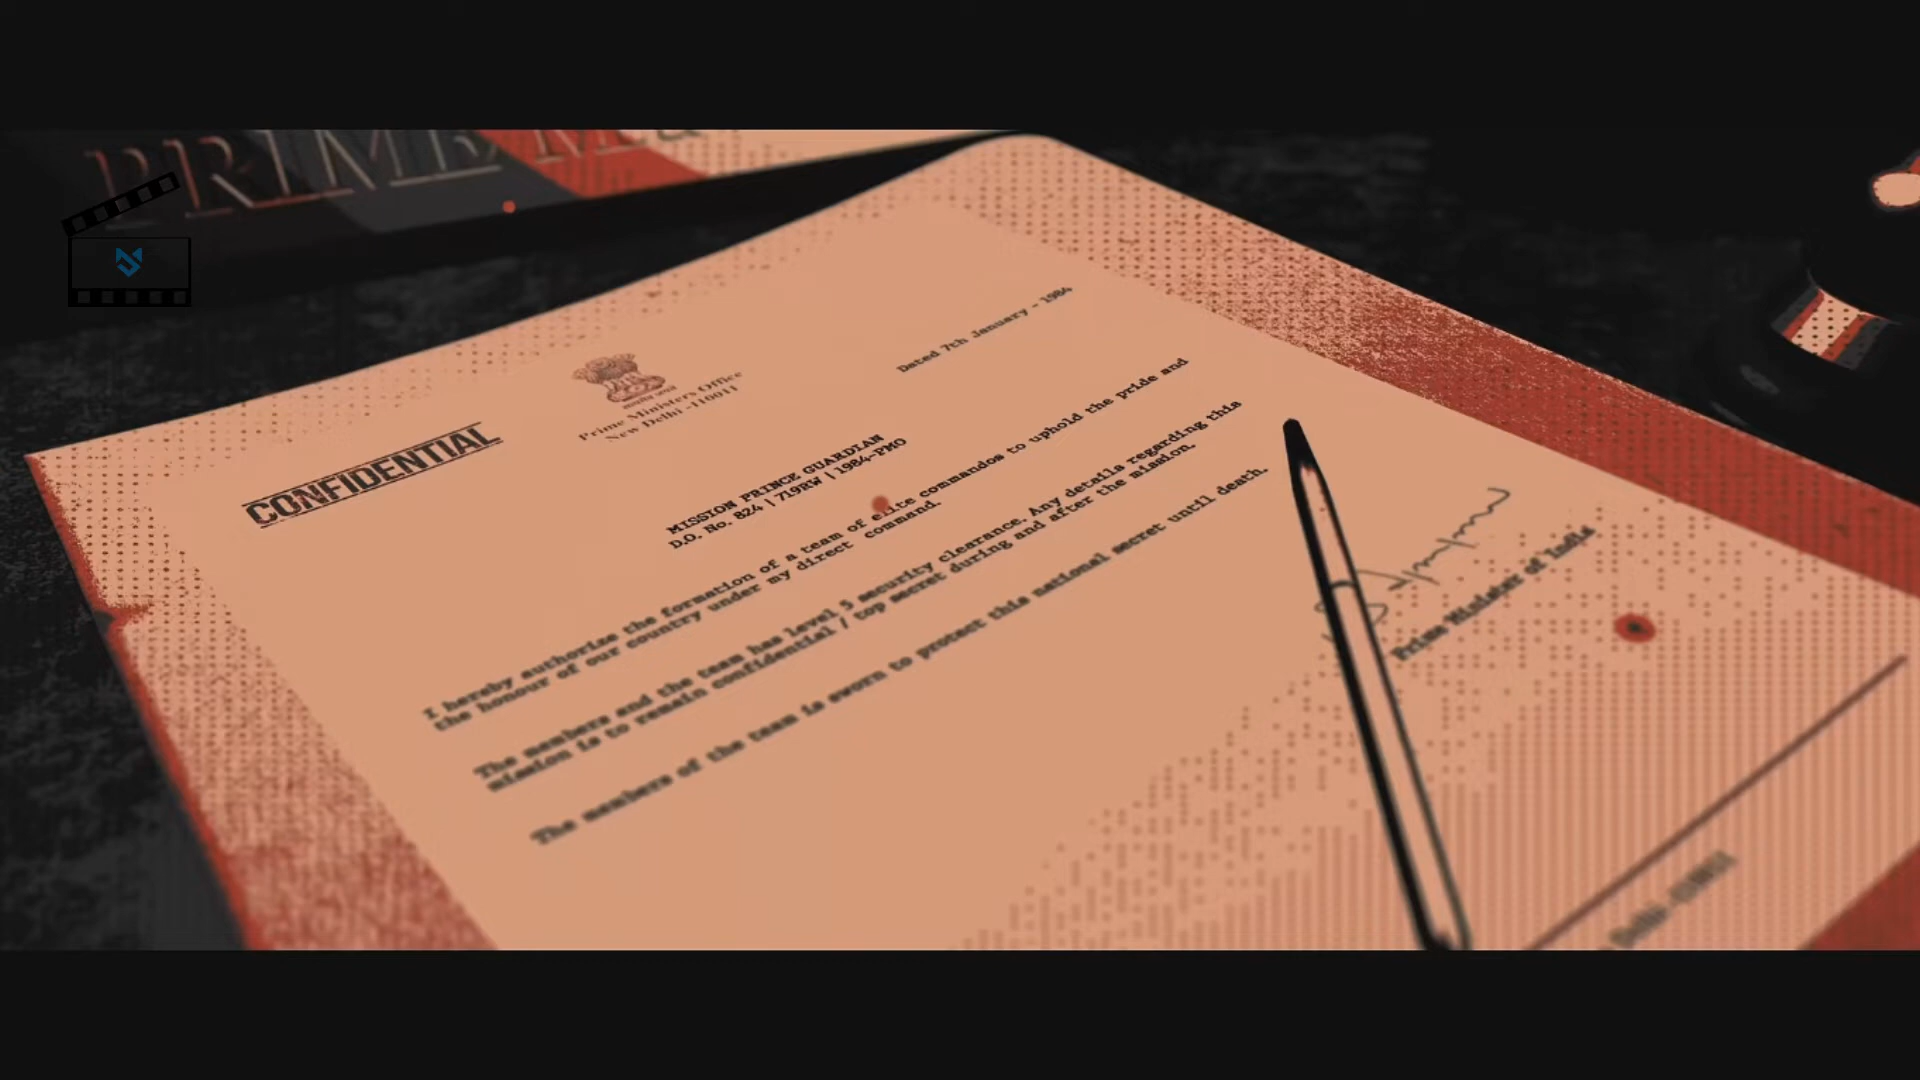 PRIME
CONFIDENTIAL
Prime Ministers Office
New Delhi -110011
Dated 7th January - 1984
MISSION PRINCE GUARDIAN
D.O. No. 824 | 719RW | 1984-PMO
I hereby authorize the formation of a team of elite commandos to uphold the pride and
the honour of our country under my direct command.
The members and the team has level 5 security clearance. Any details regarding this
mission is to remain confidential / top secret during and after the mission.
The members of the team is sworn to protect this national secret until death.
Prime Minister of India
Delhi